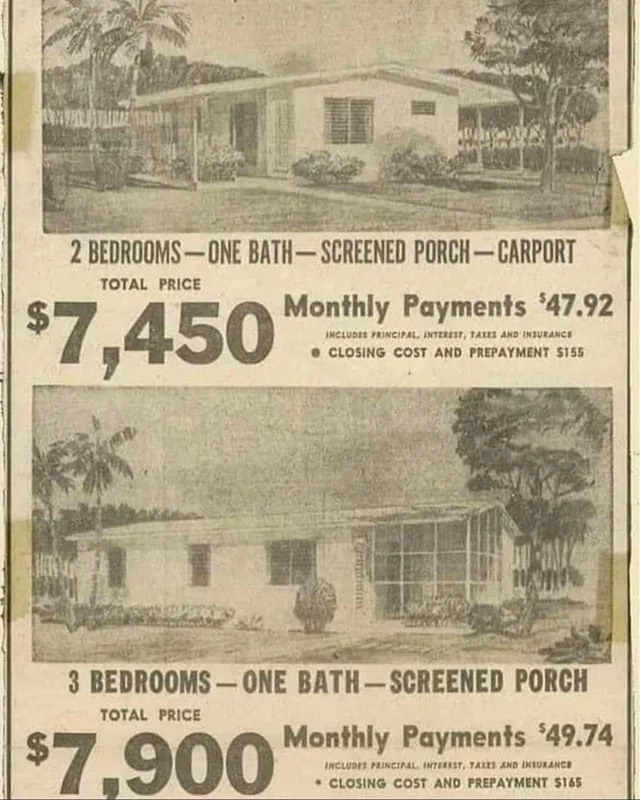 2 BEDROOMS — ONE BATH — SCREENED PORCH — CARPORT
TOTAL PRICE
$7,450
Monthly Payments $47.92
INCLUDES PRINCIPAL, INTEREST, TAXES AND INSURANCE
● CLOSING COST AND PREPAYMENT $155
3 BEDROOMS — ONE BATH — SCREENED PORCH
TOTAL PRICE
$7,900
Monthly Payments $49.74
INCLUDES PRINCIPAL, INTEREST, TAXES AND INSURANCE
• CLOSING COST AND PREPAYMENT $165